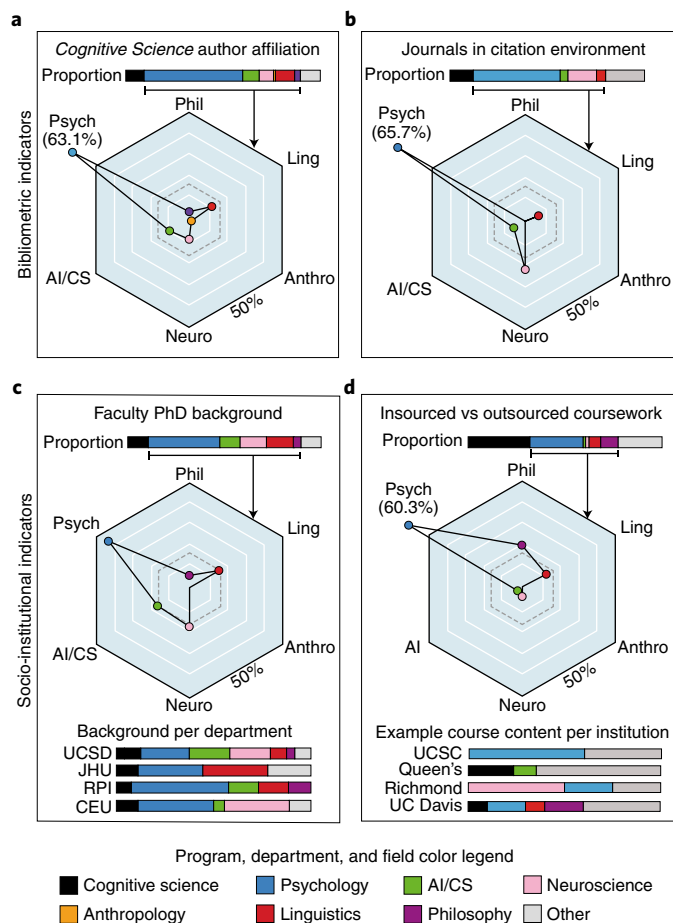 a
Cognitive Science author affiliation
Proportion
Phil
Psych
(63.1%)
Ling
AI/CS
Anthro
Neuro
50%
Bibliometric indicators
b
Journals in citation environment
Proportion
Phil
Psych
(65.7%)
Ling
AI/CS
Anthro
Neuro
50%
c
Faculty PhD background
Proportion
Phil
Psych
Ling
AI/CS
Anthro
Neuro
50%
Socio-institutional indicators
Background per department
UCSD
JHU
RPI
CEU
d
Insourced vs outsourced coursework
Proportion
Phil
Psych
(60.3%)
Ling
AI
Anthro
Neuro
50%
Example course content per institution
UCSC
Queen's
Richmond
UC Davis
Program, department, and field color legend
Cognitive science
Psychology
AI/CS
Neuroscience
Anthropology
Linguistics
Philosophy
Other